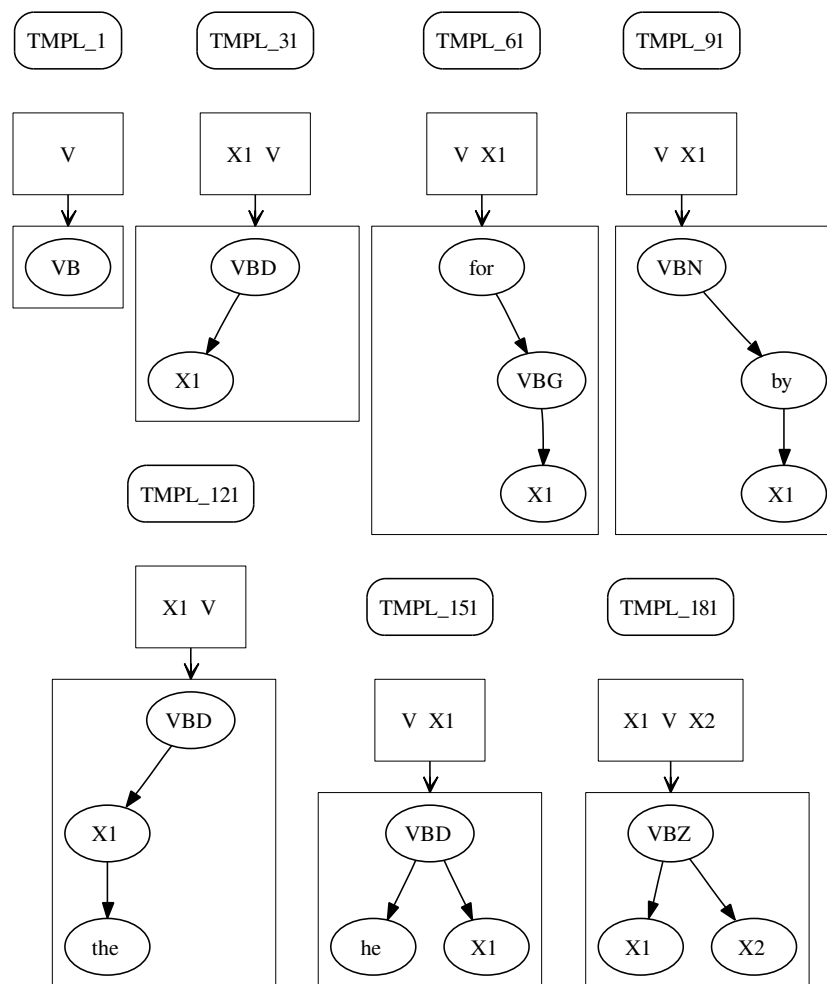 TMPL_1 TMPL_31 TMPL_61 TMPL_91
V X1 V V X1 V X1
VB VBD for VBN
X1 VBG by
TMPL_121 X1 X1
X1 V TMPL_151 TMPL_181
VBD V X1 X1 V X2
X1 VBD VBZ
the he X1 X1 X2